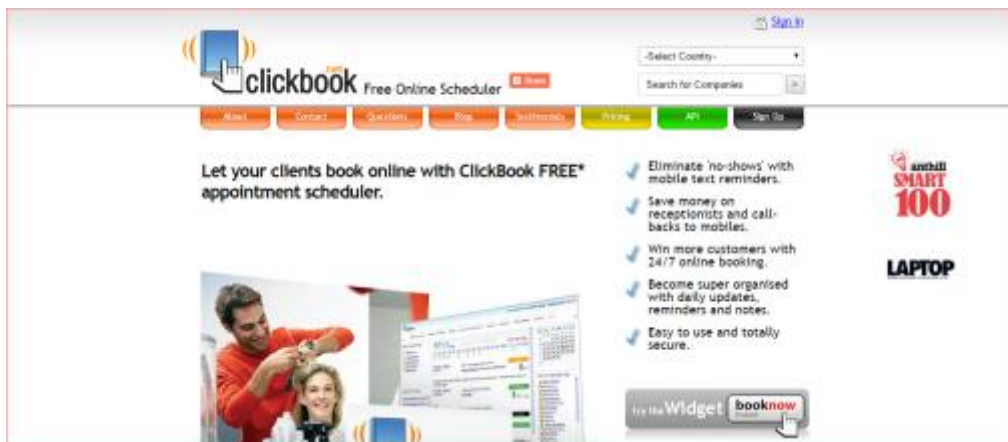 Sign In
clickbook
.net
Free Online Scheduler
Share
-Select Country-
Search for Companies
About
Contact
Questions
Blog
Testimonials
Pricing
API
Sign Up
Let your clients book online with ClickBook FREE*
appointment scheduler.
Eliminate 'no-shows' with
mobile text reminders.
Save money on
receptionists and call-
backs to mobiles.
Win more customers with
24/7 online booking.
Become super organised
with daily updates,
reminders and notes.
Easy to use and totally
secure.
anthill
SMART
100
LAPTOP
try the Widget
booknow